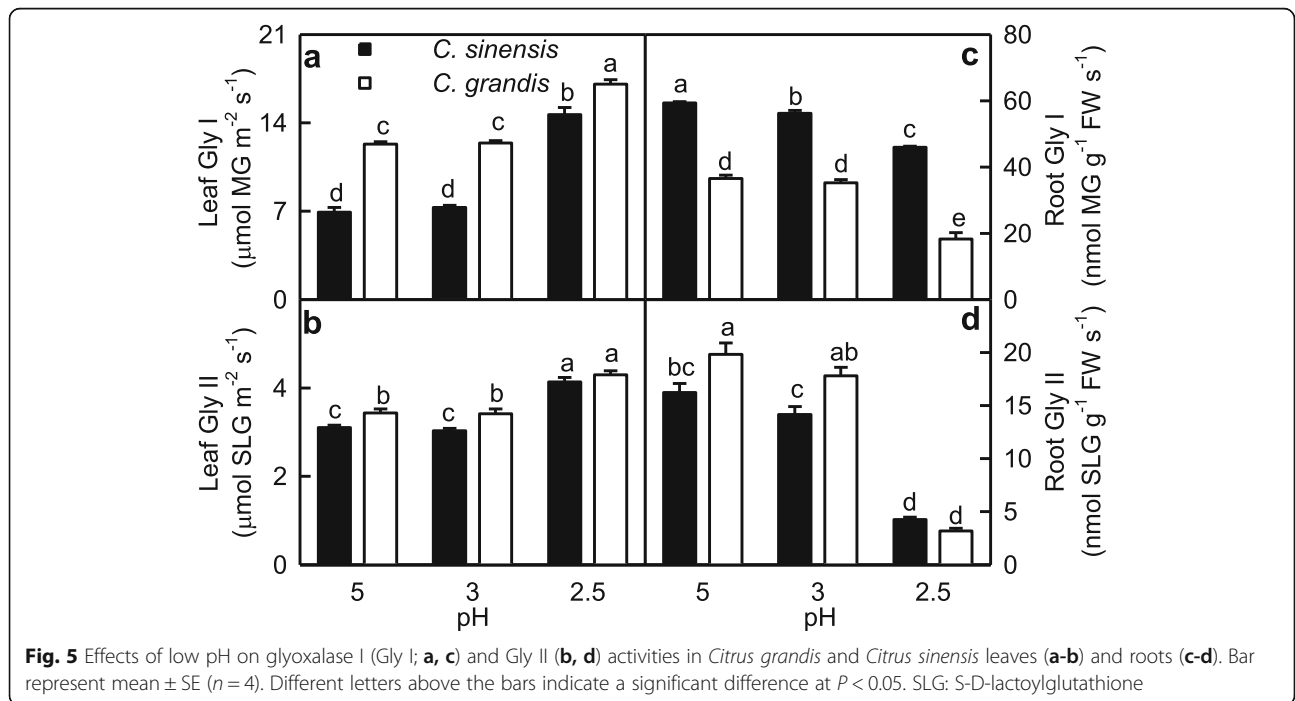 a
C. sinensis
C. grandis
21
14
7
0
Leaf Gly I
(μmol MG m⁻² s⁻¹)
d
c
d
c
b
a
c
80
60
40
20
0
Root Gly I
(nmol MG g⁻¹ FW s⁻¹)
a
d
b
d
c
e
b
4
2
0
Leaf Gly II
(μmol SLG m⁻² s⁻¹)
c
b
c
b
a
a
5
3
2.5
pH
d
20
15
10
5
0
Root Gly II
(nmol SLG g⁻¹ FW s⁻¹)
bc
a
c
ab
d
d
5
3
2.5
pH
Fig. 5 Effects of low pH on glyoxalase I (Gly I; a, c) and Gly II (b, d) activities in Citrus grandis and Citrus sinensis leaves (a-b) and roots (c-d). Bar
represent mean ± SE (n = 4). Different letters above the bars indicate a significant difference at P < 0.05. SLG: S-D-lactoylglutathione